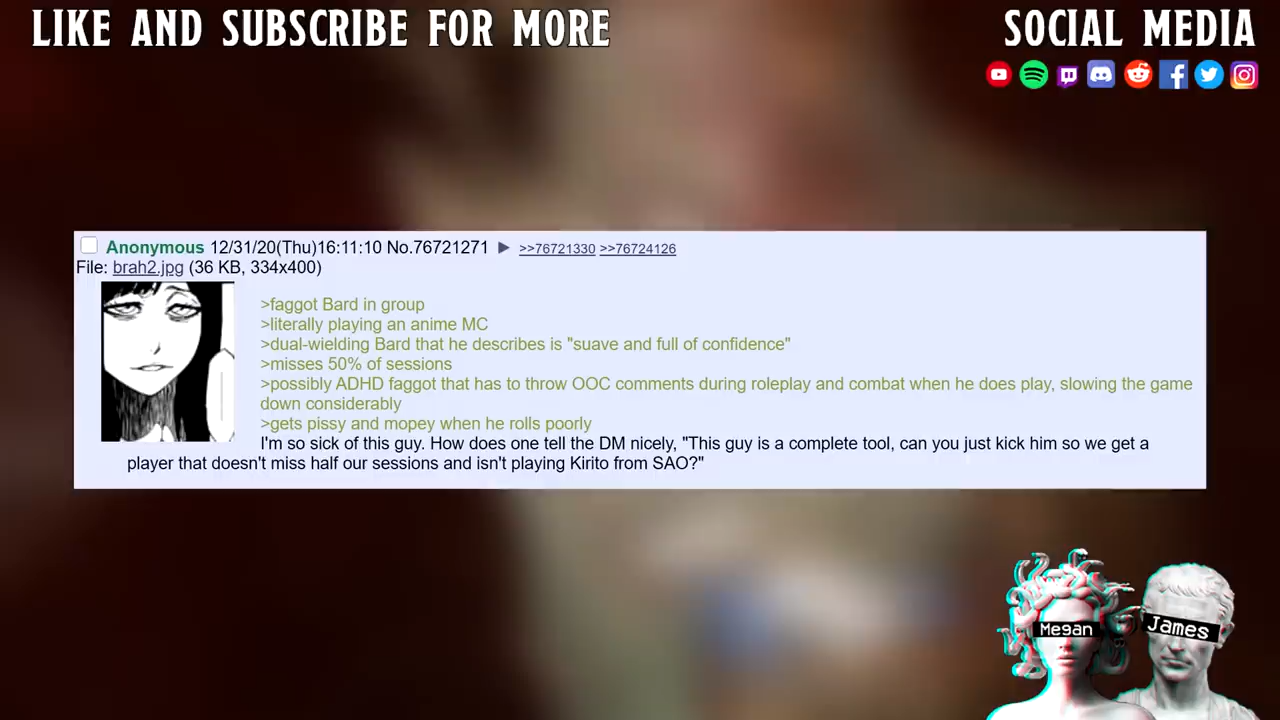 LIKE AND SUBSCRIBE FOR MORE
SOCIAL MEDIA
Anonymous 12/31/20(Thu)16:11:10 No.76721271 ▶ >>76721330 >>76724126
File: brah2.jpg (36 KB, 334x400)
>faggot Bard in group
>literally playing an anime MC
>dual-wielding Bard that he describes is "suave and full of confidence"
>misses 50% of sessions
>possibly ADHD faggot that has to throw OOC comments during roleplay and combat when he does play, slowing the game
down considerably
>gets pissy and mopey when he rolls poorly
I'm so sick of this guy. How does one tell the DM nicely, "This guy is a complete tool, can you just kick him so we get a
player that doesn't miss half our sessions and isn't playing Kirito from SAO?"
Megan
James